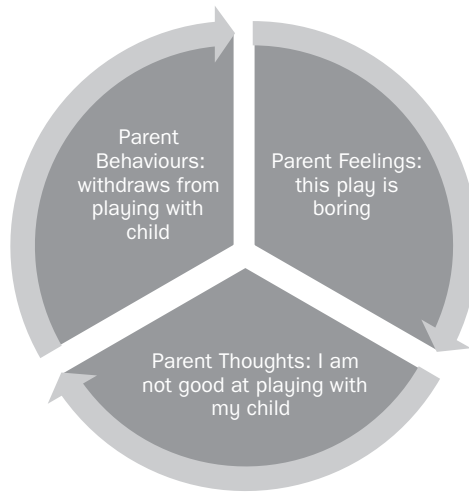 Parent
Behaviours:
withdraws from
playing with
child
Parent Feelings:
this play is
boring
Parent Thoughts: I am
not good at playing with
my child